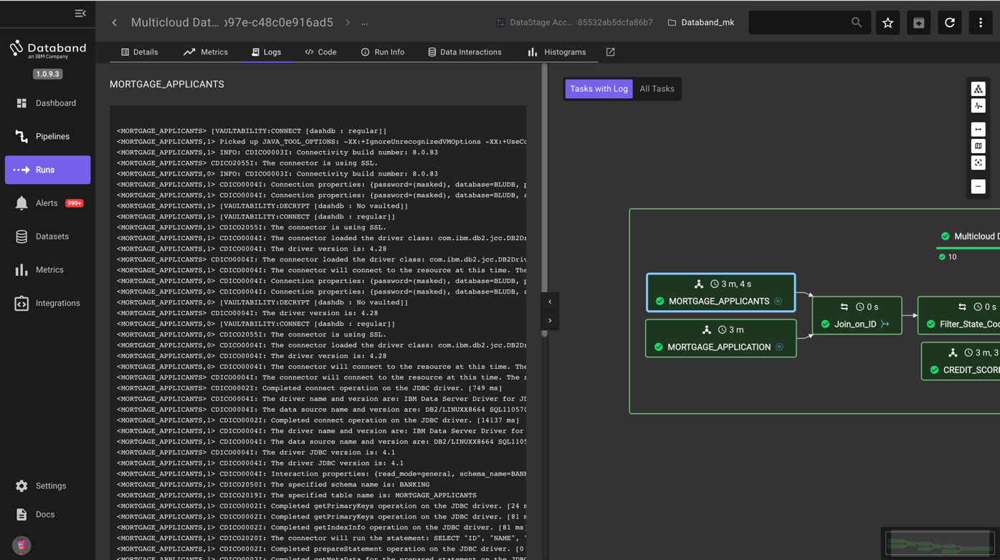 Multicloud Dat... ›97e-c48c0e916ad5
...
DataStage Acc... :85532ab5dcfa86b7
Databand_mk
Databand
an IBM Company
1.0.9.3
Dashboard
Pipelines
Runs
Alerts 999+
Datasets
Metrics
Integrations
Settings
Docs
Details
Metrics
Logs
Code
Run Info
Data Interactions
Histograms
MORTGAGE_APPLICANTS
<MORTGAGE_APPLICANTS> [VAULTABILITY:CONNECT [dashdb : regular]]
<MORTGAGE_APPLICANTS,1> Picked up JAVA_TOOL_OPTIONS: -XX:+IgnoreUnrecognizedVMOptions -XX:+UseCo
<MORTGAGE_APPLICANTS,1> INFO: CDICO0003I: Connectivity build number: 8.0.83
<MORTGAGE_APPLICANTS> CDICO2055I: The connector is using SSL.
<MORTGAGE_APPLICANTS,0> INFO: CDICO0003I: Connectivity build number: 8.0.83
<MORTGAGE_APPLICANTS,1> CDICO0004I: Connection properties: {password=(masked), database=BLUDB, p
<MORTGAGE_APPLICANTS,1> CDICO0004I: Connection properties: {password=(masked), database=BLUDB, a
<MORTGAGE_APPLICANTS,1> [VAULTABILITY:DECRYPT [dashdb : No vaulted]]
<MORTGAGE_APPLICANTS,1> [VAULTABILITY:CONNECT [dashdb : regular]]
<MORTGAGE_APPLICANTS,1> CDICO2055I: The connector is using SSL.
<MORTGAGE_APPLICANTS,1> CDICO0004I: The connector loaded the driver class: com.ibm.db2.jcc.DB2Dr
<MORTGAGE_APPLICANTS,1> CDICO0004I: The driver version is: 4.28
<MORTGAGE_APPLICANTS> CDICO0004I: The connector loaded the driver class: com.ibm.db2.jcc.DB2Driv
<MORTGAGE_APPLICANTS,1> CDICO0004I: The connector will connect to the resource at this time. The
<MORTGAGE_APPLICANTS,0> CDICO0004I: Connection properties: {password=(masked), database=BLUDB, p
<MORTGAGE_APPLICANTS,0> CDICO0004I: Connection properties: {password=(masked), database=BLUDB, a
<MORTGAGE_APPLICANTS,0> [VAULTABILITY:DECRYPT [dashdb : No vaulted]]
<MORTGAGE_APPLICANTS> CDICO0004I: The driver version is: 4.28
<MORTGAGE_APPLICANTS,0> [VAULTABILITY:CONNECT [dashdb : regular]]
<MORTGAGE_APPLICANTS,0> CDICO2055I: The connector is using SSL.
<MORTGAGE_APPLICANTS,0> CDICO0004I: The connector loaded the driver class: com.ibm.db2.jcc.DB2Dr
<MORTGAGE_APPLICANTS,0> CDICO0004I: The driver version is: 4.28
<MORTGAGE_APPLICANTS,0> CDICO0004I: The connector will connect to the resource at this time. The
<MORTGAGE_APPLICANTS> CDICO0004I: The connector will connect to the resource at this time. The r
<MORTGAGE_APPLICANTS> CDICO0002I: Completed connect operation on the JDBC driver. [749 ms]
<MORTGAGE_APPLICANTS> CDICO0004I: The driver name and version are: IBM Data Server Driver for JD
<MORTGAGE_APPLICANTS> CDICO0004I: The data source name and version are: DB2/LINUXX8664 SQL110570
<MORTGAGE_APPLICANTS,1> CDICO0002I: Completed connect operation on the JDBC driver. [14137 ms]
<MORTGAGE_APPLICANTS,1> CDICO0004I: The driver name and version are: IBM Data Server Driver for
<MORTGAGE_APPLICANTS,1> CDICO0004I: The data source name and version are: DB2/LINUXX8664 SQL1105
<MORTGAGE_APPLICANTS> CDICO0004I: The driver JDBC version is: 4.1
<MORTGAGE_APPLICANTS,1> CDICO0004I: The driver JDBC version is: 4.1
<MORTGAGE_APPLICANTS,1> CDICO0004I: Interaction properties: {read_mode=general, schema_name=BANK
<MORTGAGE_APPLICANTS,1> CDICO2050I: The specified schema name is: BANKING
<MORTGAGE_APPLICANTS,1> CDICO2019I: The specified table name is: MORTGAGE_APPLICANTS
<MORTGAGE_APPLICANTS,1> CDICO0002I: Completed getPrimaryKeys operation on the JDBC driver. [24 m
<MORTGAGE_APPLICANTS,1> CDICO0002I: Completed getPrimaryKeys operation on the JDBC driver. [81 m
<MORTGAGE_APPLICANTS,1> CDICO0002I: Completed getIndexInfo operation on the JDBC driver. [81 ms]
<MORTGAGE_APPLICANTS,1> CDICO2020I: The connector will run the statement: SELECT "ID", "NAME", "
<MORTGAGE_APPLICANTS,1> CDICO0002I: Completed prepareStatement operation on the JDBC driver. [0
<MORTGAGE_APPLICANTS,1> CDICO0002I: Completed getMetaData for the prepared statement on the JDBC
Tasks with Log
All Tasks
Multicloud D
10
3 m, 4 s
MORTGAGE_APPLICANTS
3 m
MORTGAGE_APPLICATION
0 s
Join_on_ID
0 s
Filter_State_Coc
3 m, 3
CREDIT_SCORE